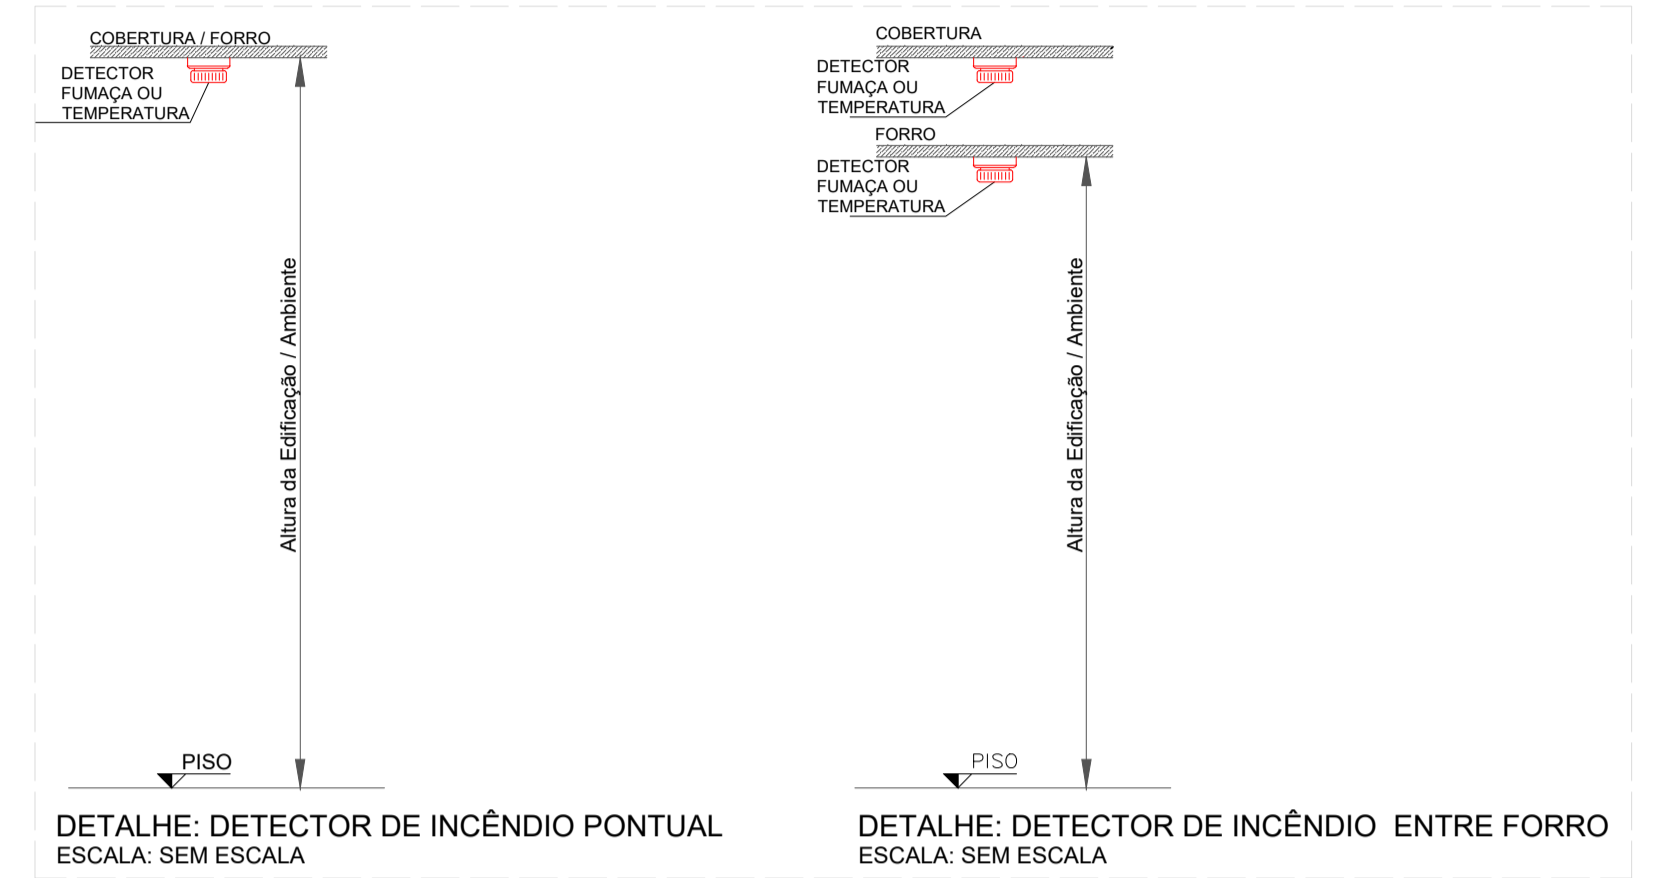 COBERTURA / FORRO
DETECTOR
FUMAÇA OU
TEMPERATURA
Altura da Edificação / Ambiente
PISO
DETALHE: DETECTOR DE INCÊNDIO PONTUAL
ESCALA: SEM ESCALA
COBERTURA
DETECTOR
FUMAÇA OU
TEMPERATURA
FORRO
DETECTOR
FUMAÇA OU
TEMPERATURA
Altura da Edificação / Ambiente
PISO
DETALHE: DETECTOR DE INCÊNDIO ENTRE FORRO
ESCALA: SEM ESCALA